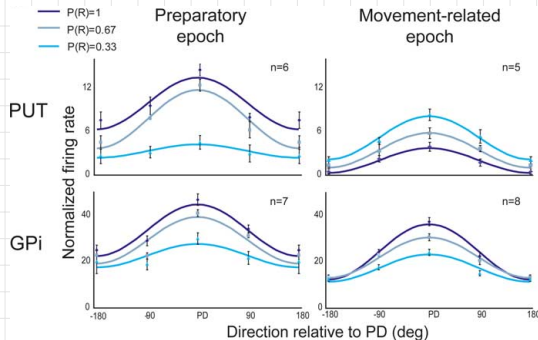 P(R)=1
P(R)=0.67
P(R)=0.33
Preparatory
epoch
Movement-related
epoch
PUT
GPi
Normalized firing rate
n=6
12
6
0
n=5
12
6
0
n=7
40
20
0
-180
-90
PD
90
180
n=8
40
20
0
-180
-90
PD
90
180
Direction relative to PD (deg)